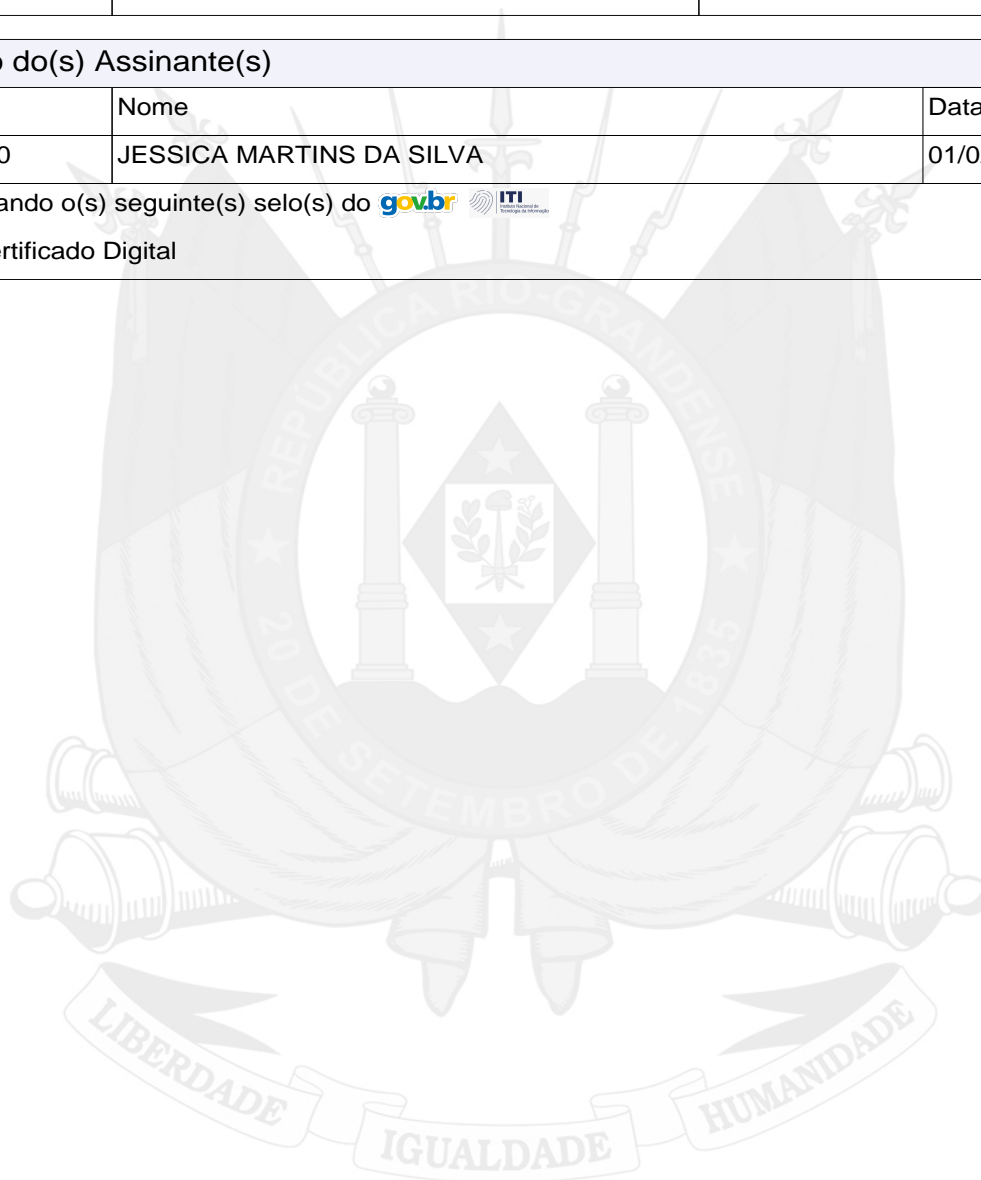 o do(s) Assinante(s)
Nome
Data
0
JESSICA MARTINS DA SILVA
01/0
ando o(s) seguinte(s) selo(s) do gov.br ITI
ertificado Digital
REPÚBLICA RIO-GRANDENSE
20 DE SETEMBRO DE 1835
LIBERDADE
IGUALDADE
HUMANIDADE